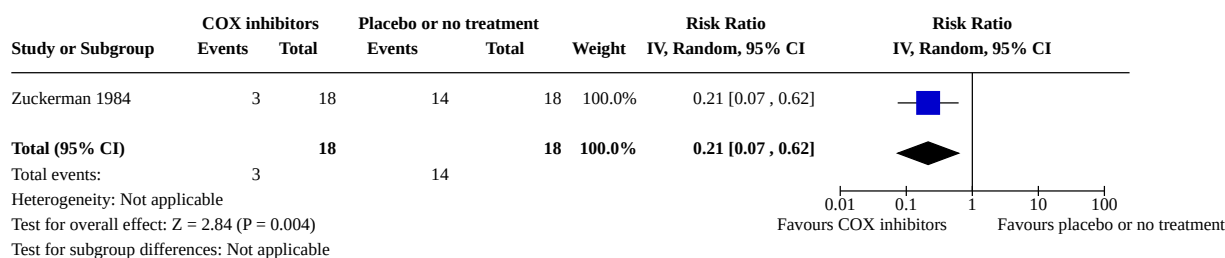 COX inhibitors Placebo or no treatment Risk Ratio Risk Ratio
Study or Subgroup Events Total Events Total Weight IV, Random, 95% CI IV, Random, 95% CI
Zuckerman 1984 3 18 14 18 100.0% 0.21 [0.07 , 0.62]
Total (95% CI) 18 18 100.0% 0.21 [0.07 , 0.62]
Total events: 3 14
Heterogeneity: Not applicable
0.01 0.1 1 10 100
Test for overall effect: Z = 2.84 (P = 0.004) Favours COX inhibitors Favours placebo or no treatment
Test for subgroup differences: Not applicable